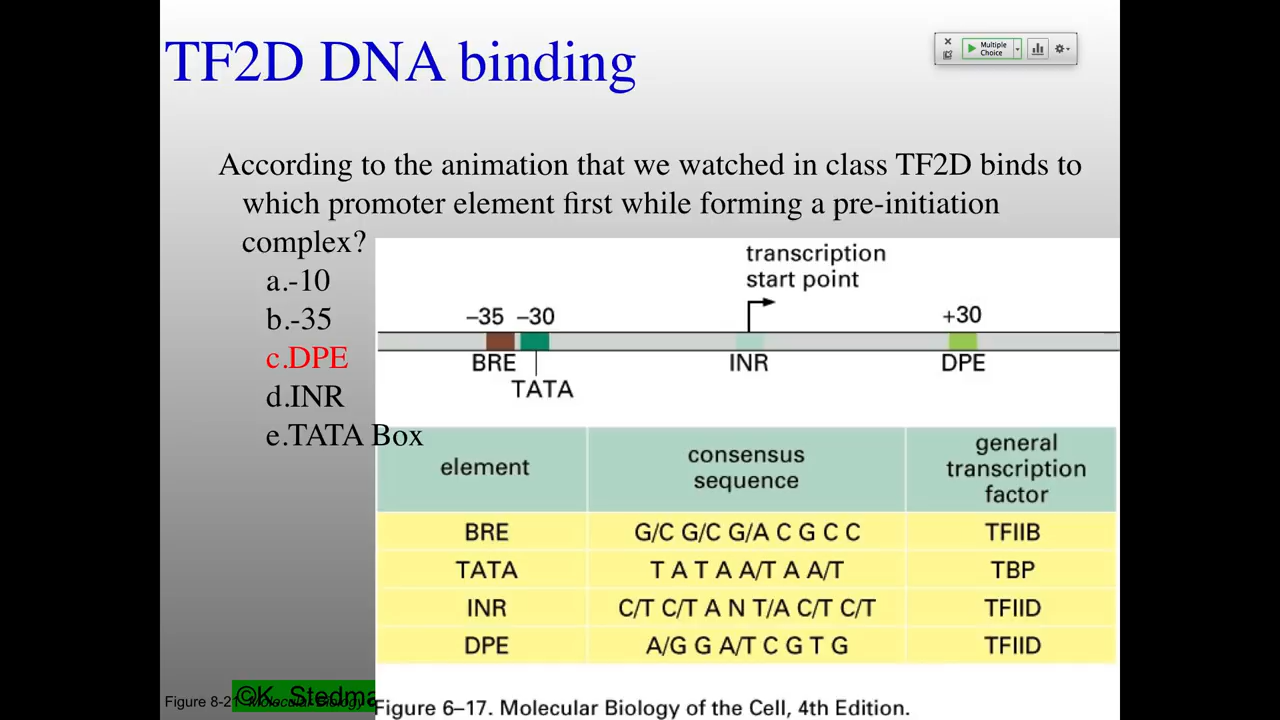 TF2D DNA binding
Multiple
Choice
According to the animation that we watched in class TF2D binds to
which promoter element first while forming a pre-initiation
complex?
a.-10
b.-35
c.DPE
d.INR
e.TATA Box
transcription
start point
–35 –30
+30
BRE
INR
DPE
TATA
element
consensus
sequence
general
transcription
factor
BRE G/C G/C G/A C G C C TFIIB
TATA T A T A A/T A A/T TBP
INR C/T C/T A N T/A C/T C/T TFIID
DPE A/G G A/T C G T G TFIID
©K. Stedma
Figure 8-21 Molecular Biology
Figure 6–17. Molecular Biology of the Cell, 4th Edition.